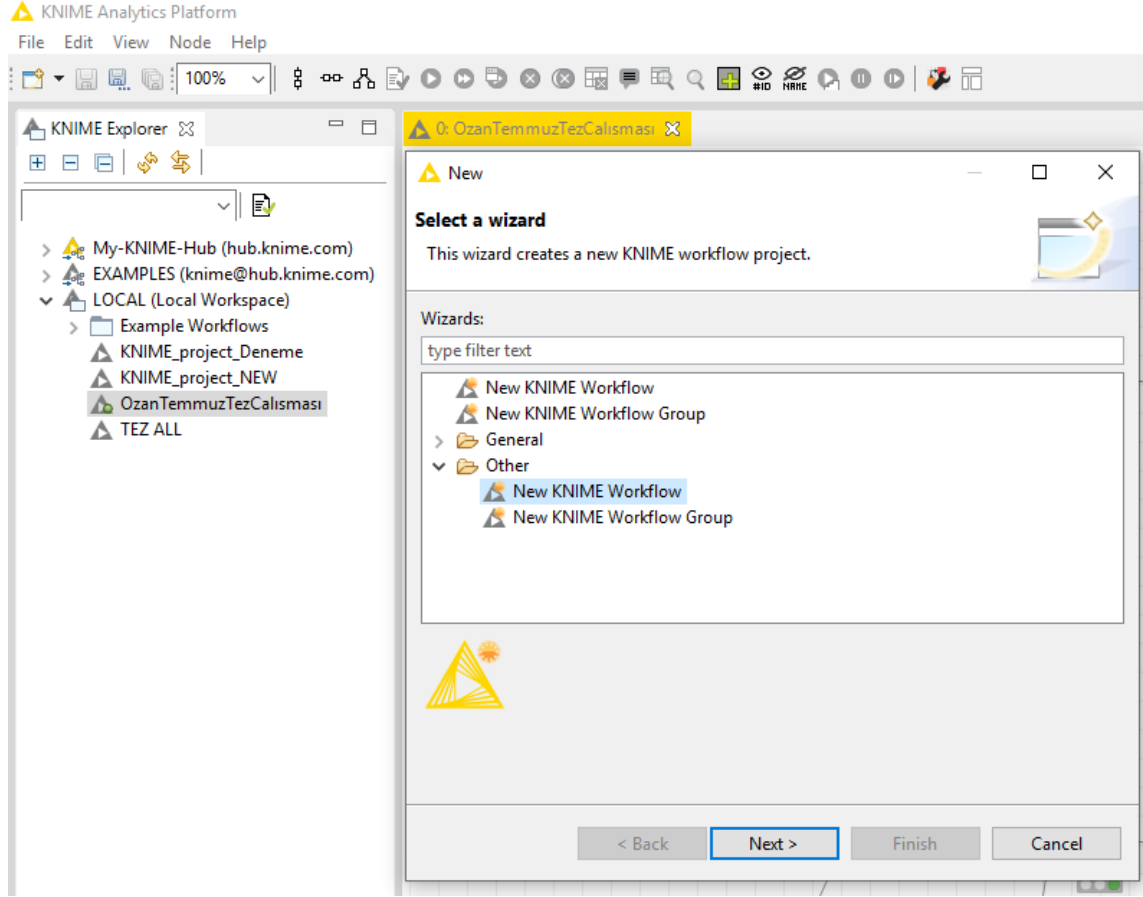 KNIME Analytics Platform
File Edit View Node Help
100%
#ID
NAME
KNIME Explorer
0: OzanTemmuzTezCalısması
My-KNIME-Hub (hub.knime.com)
EXAMPLES (knime@hub.knime.com)
LOCAL (Local Workspace)
Example Workflows
KNIME_project_Deneme
KNIME_project_NEW
OzanTemmuzTezCalısması
TEZ ALL
New
Select a wizard
This wizard creates a new KNIME workflow project.
Wizards:
type filter text
New KNIME Workflow
New KNIME Workflow Group
General
Other
New KNIME Workflow
New KNIME Workflow Group
< Back Next > Finish Cancel